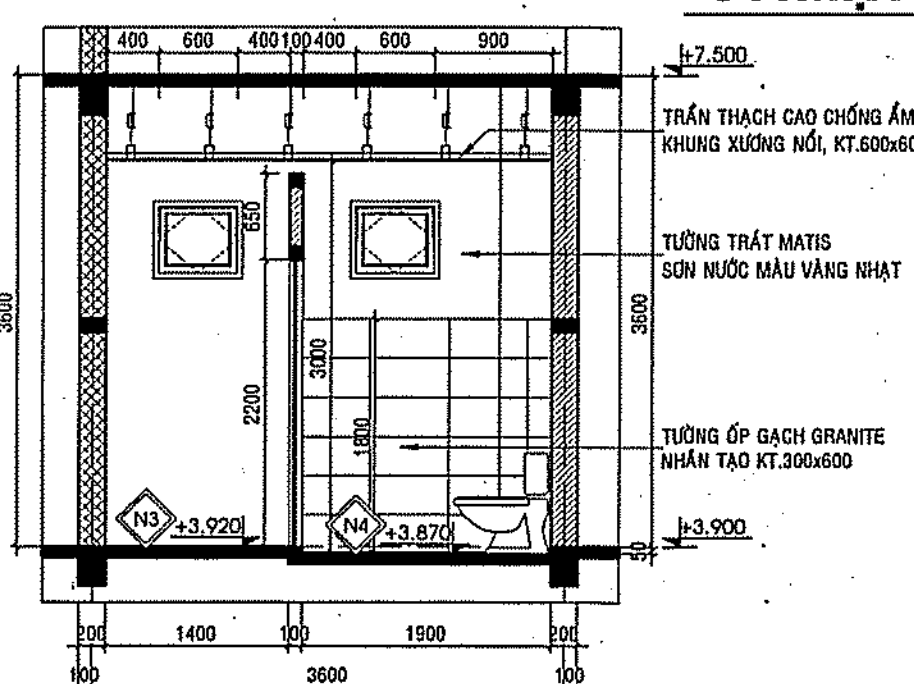 400 600 400 100 400 600 900
+7.500
TRẦN THẠCH CAO CHỐNG ẨM
KHUNG XƯƠNG NỔI, KT.600x60
650
TƯỜNG TRÁT MATIS
SƠN NƯỚC MÀU VÀNG NHẠT
3600
3600
3000
2200
1800
TƯỜNG ỐP GẠCH GRANITE
NHÂN TẠO KT.300x600
N3
+3.920
N4
+3.870
+3.900
50
200 1400 100 1900 200
100 3600 100